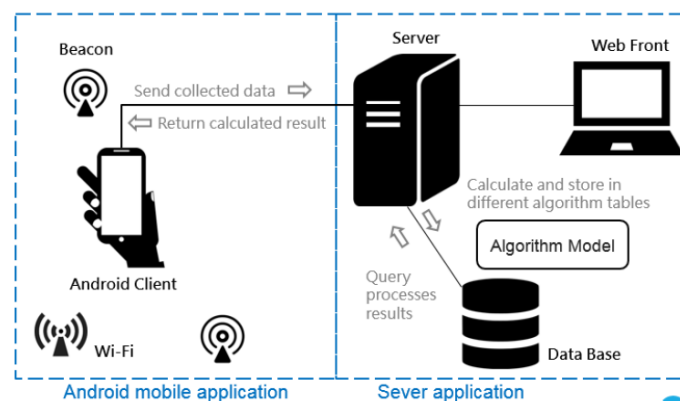 Beacon
Send collected data
Return calculated result
Android Client
Wi-Fi
Android mobile application
Server
Web Front
Calculate and store in
different algorithm tables
Algorithm Model
Query
processes
results
Data Base
Sever application